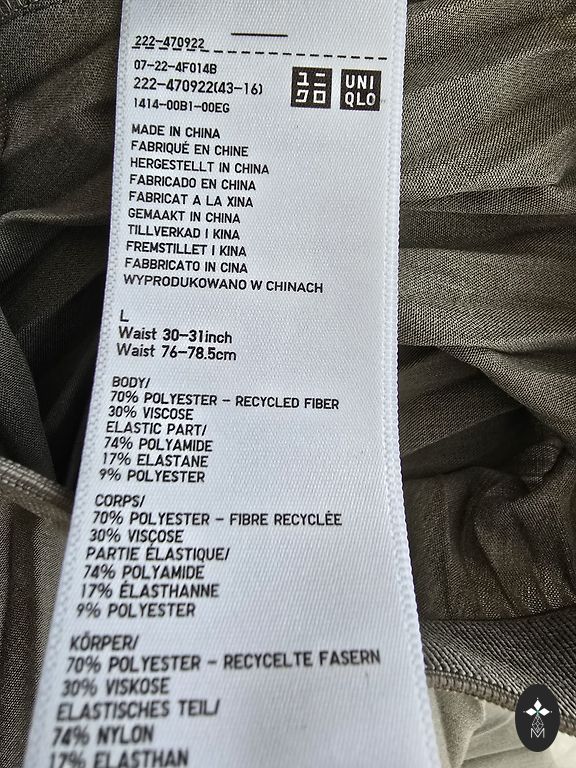 222-470922
07-22-4F014B
222-470922(43-16)
1414-00B1-00EG
ユニ
クロ
UNI
QLO
MADE IN CHINA
FABRIQUÉ EN CHINE
HERGESTELLT IN CHINA
FABRICADO EN CHINA
FABRICAT A LA XINA
GEMAAKT IN CHINA
TILLVERKAD I KINA
FREMSTILLET I KINA
FABBRICATO IN CINA
WYPRODUKOWANO W CHINACH
L
Waist 30-31inch
Waist 76-78.5cm
BODY/
70% POLYESTER - RECYCLED FIBER
30% VISCOSE
ELASTIC PART/
74% POLYAMIDE
17% ELASTANE
9% POLYESTER
CORPS/
70% POLYESTER - FIBRE RECYCLÉE
30% VISCOSE
PARTIE ÉLASTIQUE/
74% POLYAMIDE
17% ÉLASTHANNE
9% POLYESTER
KÖRPER/
70% POLYESTER - RECYCELTE FASERN
30% VISKOSE
ELASTISCHES TEIL/
74% NYLON
17% ELASTHAN
M